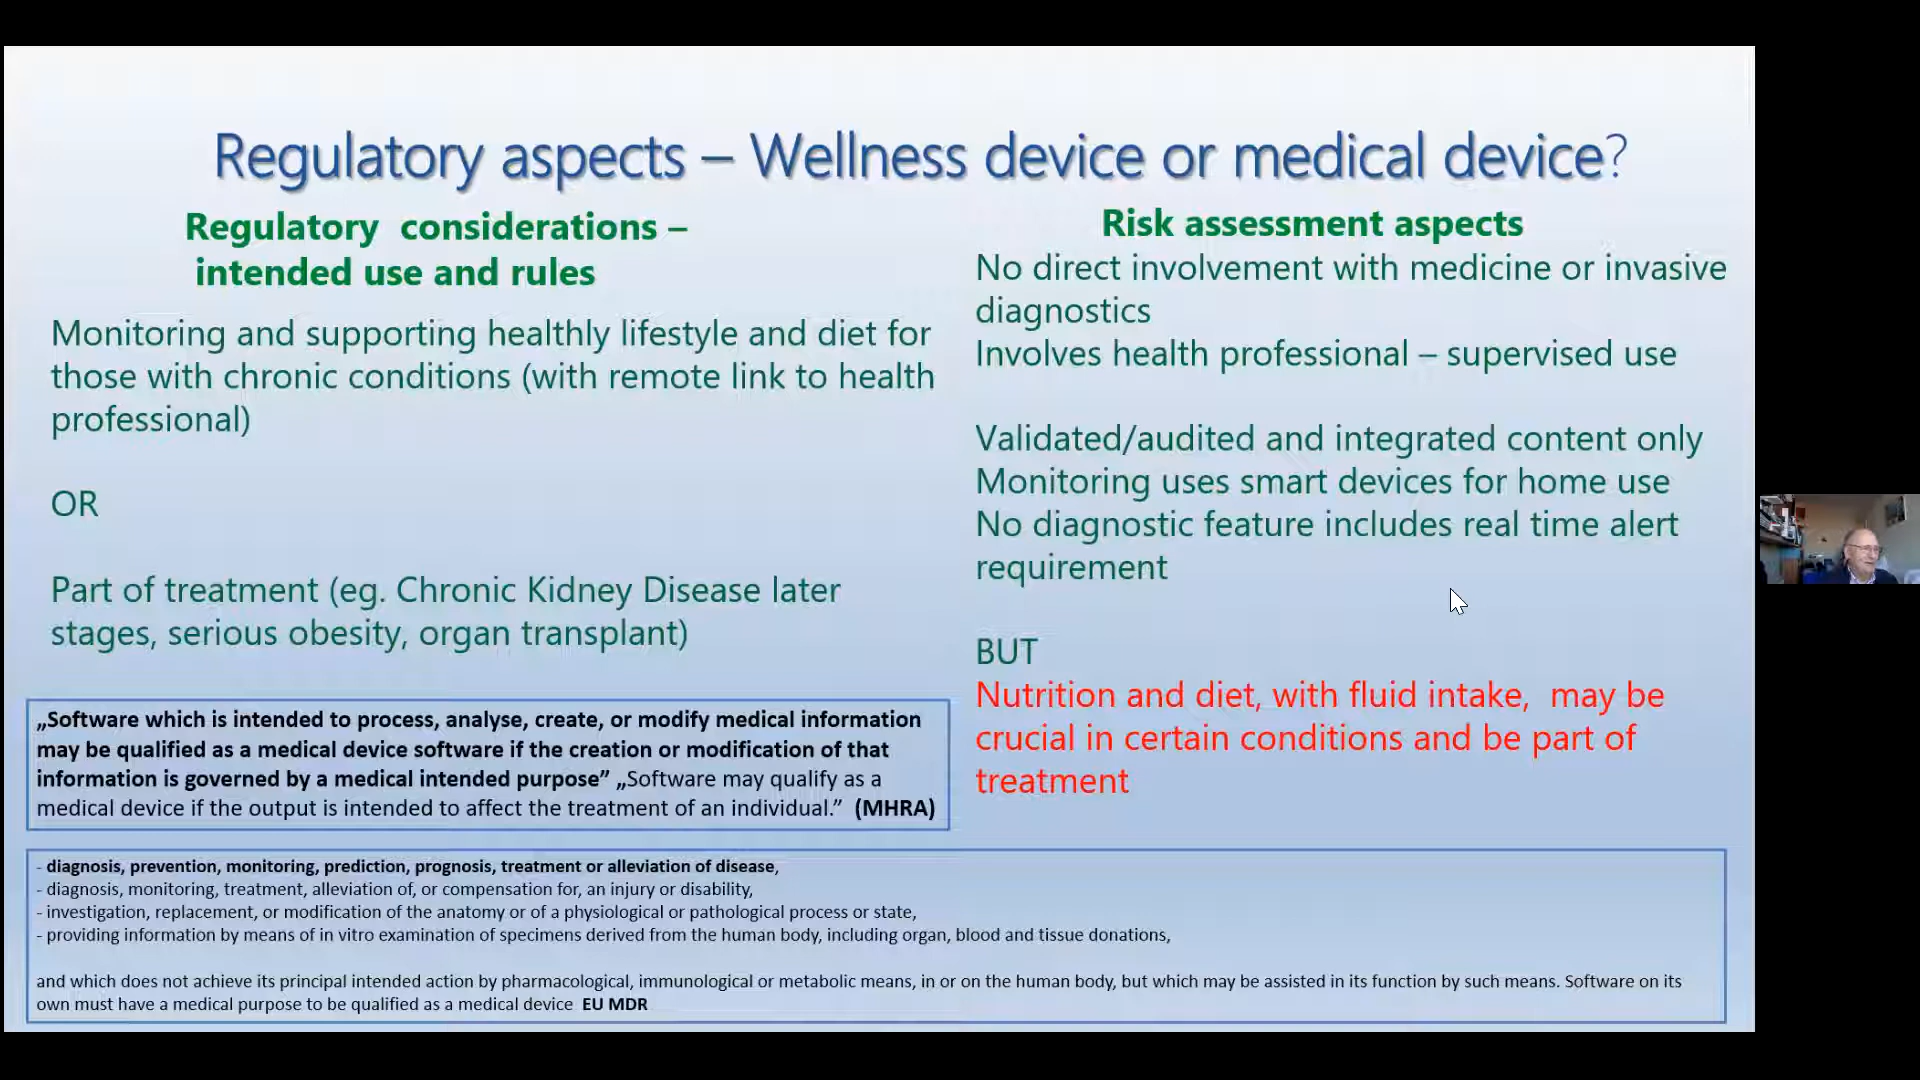 Regulatory aspects – Wellness device or medical device?
Regulatory considerations –
intended use and rules
Monitoring and supporting healthly lifestyle and diet for
those with chronic conditions (with remote link to health
professional)
OR
Part of treatment (eg. Chronic Kidney Disease later
stages, serious obesity, organ transplant)
„Software which is intended to process, analyse, create, or modify medical information
may be qualified as a medical device software if the creation or modification of that
information is governed by a medical intended purpose” „Software may qualify as a
medical device if the output is intended to affect the treatment of an individual.” (MHRA)
Risk assessment aspects
No direct involvement with medicine or invasive
diagnostics
Involves health professional – supervised use
Validated/audited and integrated content only
Monitoring uses smart devices for home use
No diagnostic feature includes real time alert
requirement
BUT
Nutrition and diet, with fluid intake, may be
crucial in certain conditions and be part of
treatment
- diagnosis, prevention, monitoring, prediction, prognosis, treatment or alleviation of disease,
- diagnosis, monitoring, treatment, alleviation of, or compensation for, an injury or disability,
- investigation, replacement, or modification of the anatomy or of a physiological or pathological process or state,
- providing information by means of in vitro examination of specimens derived from the human body, including organ, blood and tissue donations,
and which does not achieve its principal intended action by pharmacological, immunological or metabolic means, in or on the human body, but which may be assisted in its function by such means. Software on its
own must have a medical purpose to be qualified as a medical device EU MDR